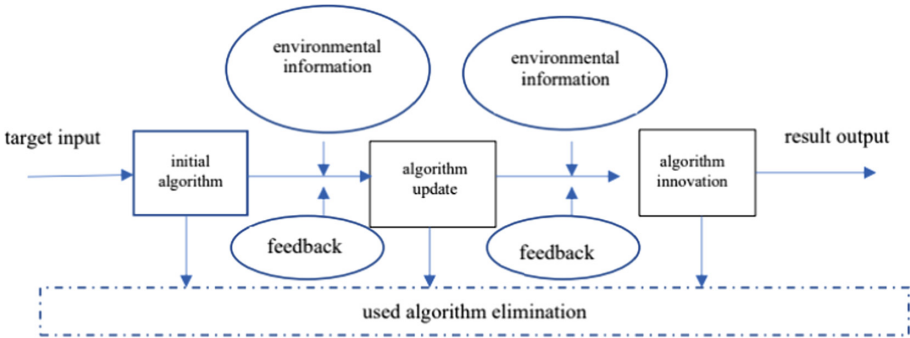 environmental
information
environmental
information
target input
initial
algorithm
algorithm
update
algorithm
innovation
result output
feedback
feedback
used algorithm elimination